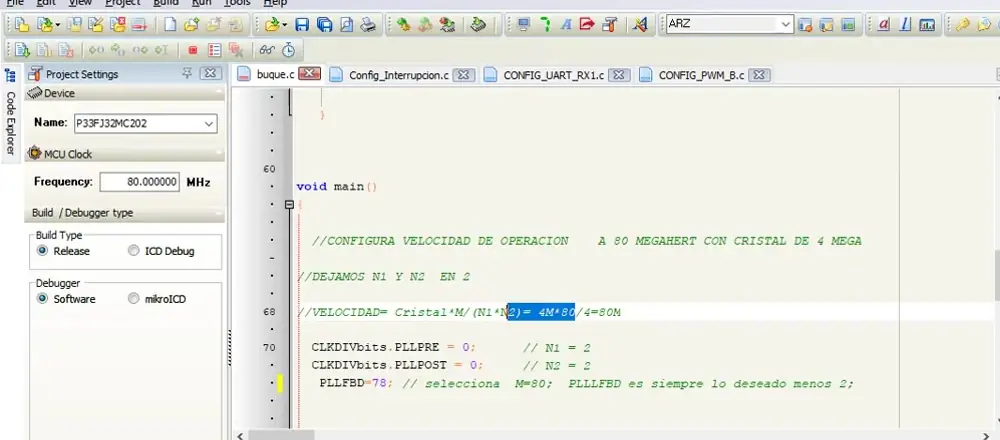 File Edit View Project Build Run Tools Help
ARZ
Project Settings
Device
Name: P33FJ32MC202
MCU Clock
Frequency: 80.000000 MHz
Build / Debugger type
Build Type
Release ICD Debug
Debugger
Software mikroICD
Code Explorer
buque.c Config_Interrupcion.c CONFIG_UART_RX1.c CONFIG_PWM_B.c
}
60
void main()
{
//CONFIGURA VELOCIDAD DE OPERACION A 80 MEGAHERT CON CRISTAL DE 4 MEGA
//DEJAMOS N1 Y N2 EN 2
68 //VELOCIDAD= Cristal*M/(N1*N2)= 4M*80/4=80M
70 CLKDIVbits.PLLPRE = 0; // N1 = 2
CLKDIVbits.PLLPOST = 0; // N2 = 2
PLLFBD=78; // selecciona M=80; PLLLFBD es siempre lo deseado menos 2;